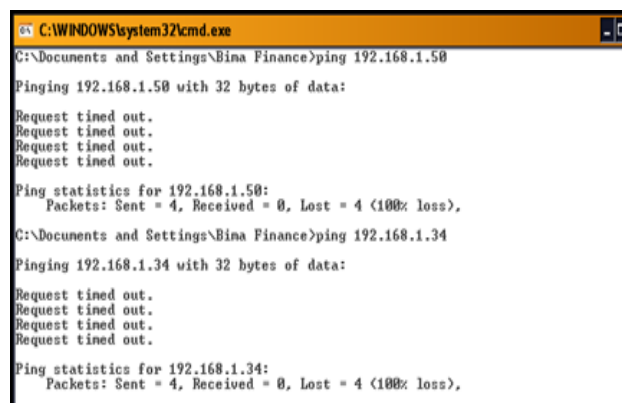 C:\WINDOWS\system32\cmd.exe
C:\Documents and Settings\Bima Finance>ping 192.168.1.50
Pinging 192.168.1.50 with 32 bytes of data:
Request timed out.
Request timed out.
Request timed out.
Request timed out.
Ping statistics for 192.168.1.50:
Packets: Sent = 4, Received = 0, Lost = 4 (100% loss),
C:\Documents and Settings\Bima Finance>ping 192.168.1.34
Pinging 192.168.1.34 with 32 bytes of data:
Request timed out.
Request timed out.
Request timed out.
Request timed out.
Ping statistics for 192.168.1.34:
Packets: Sent = 4, Received = 0, Lost = 4 (100% loss),